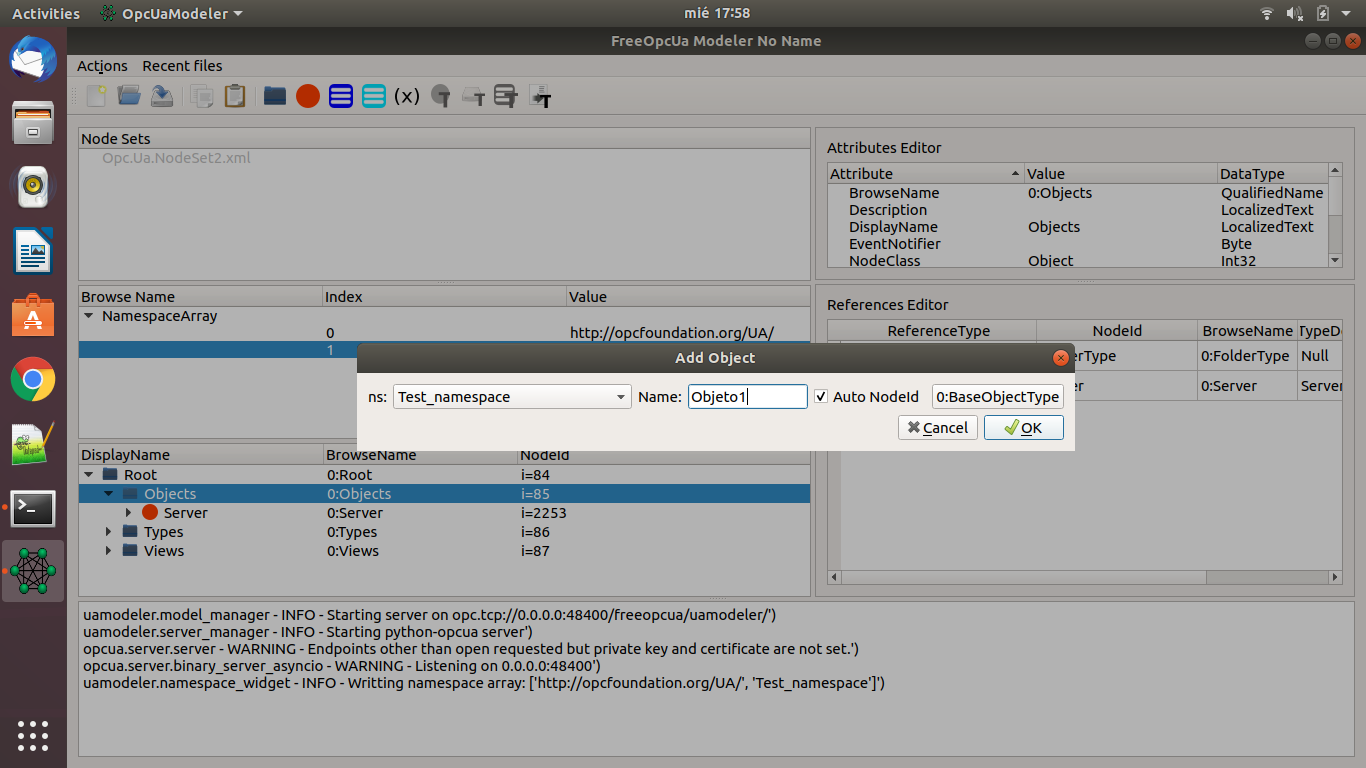 Activities OpcUaModeler mié 17:58
FreeOpcUa Modeler No Name
Actions Recent files
(x) T T T T
Node Sets
Opc.Ua.NodeSet2.xml
Attributes Editor
Attribute Value DataType
BrowseName 0:Objects QualifiedName
Description LocalizedText
DisplayName Objects LocalizedText
EventNotifier Byte
NodeClass Object Int32
Browse Name Index Value
NamespaceArray
0 http://opcfoundation.org/UA/
1
References Editor
ReferenceType NodeId BrowseName TypeDe
erType 0:FolderType Null
er 0:Server Server
Add Object
ns: Test_namespace Name: Objeto1 Auto NodeId 0:BaseObjectType
Cancel OK
DisplayName BrowseName NodeId
Root 0:Root i=84
Objects 0:Objects i=85
Server 0:Server i=2253
Types 0:Types i=86
Views 0:Views i=87
uamodeler.model_manager - INFO - Starting server on opc.tcp://0.0.0.0:48400/freeopcua/uamodeler/')
uamodeler.server_manager - INFO - Starting python-opcua server')
opcua.server.server - WARNING - Endpoints other than open requested but private key and certificate are not set.')
opcua.server.binary_server_asyncio - WARNING - Listening on 0.0.0.0:48400')
uamodeler.namespace_widget - INFO - Writting namespace array: ['http://opcfoundation.org/UA/', 'Test_namespace']')